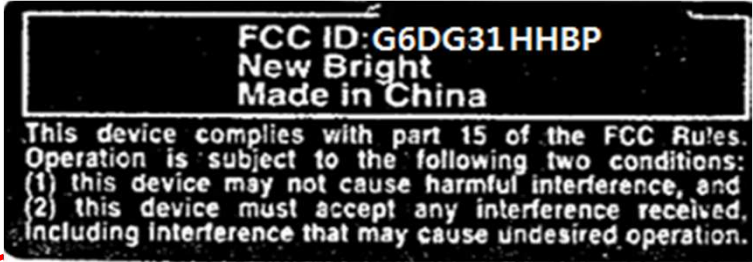 FCC ID:G6DG31HHBP
New Bright
Made in China
This device complies with part 15 of the FCC Rules.
Operation is subject to the following two conditions:
(1) this device may not cause harmful interference, and
(2) this device must accept any interference received,
including interference that may cause undesired operation.